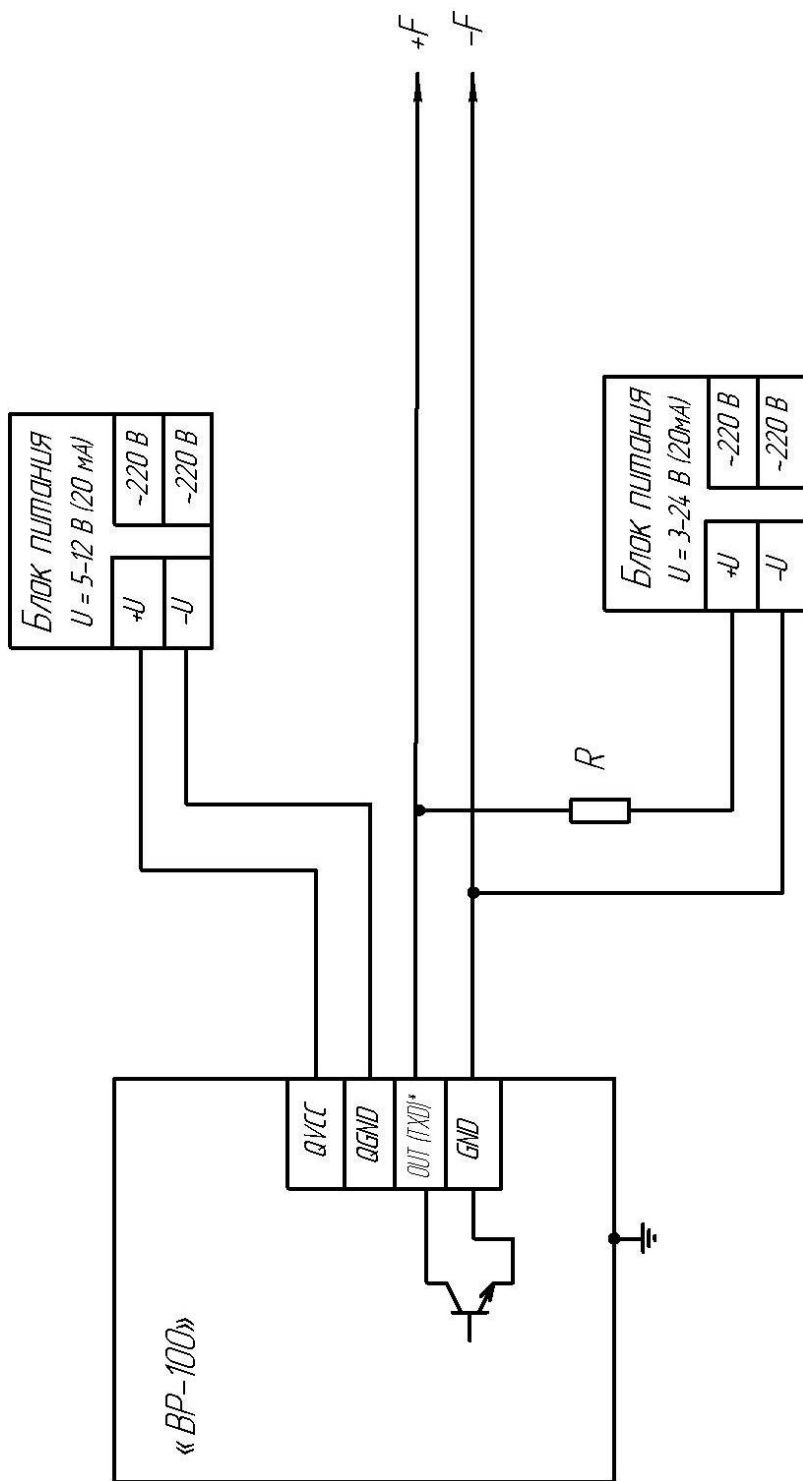 «ВР-100»
QVCC
QGND
OUT (TXD)*
GND
Блок питания
U = 5-12 В (20 мА)
+U
~220 В
-U
~220 В
+F
-F
R
Блок питания
U = 3-24 В (20мА)
+U
~220 В
-U
~220 В